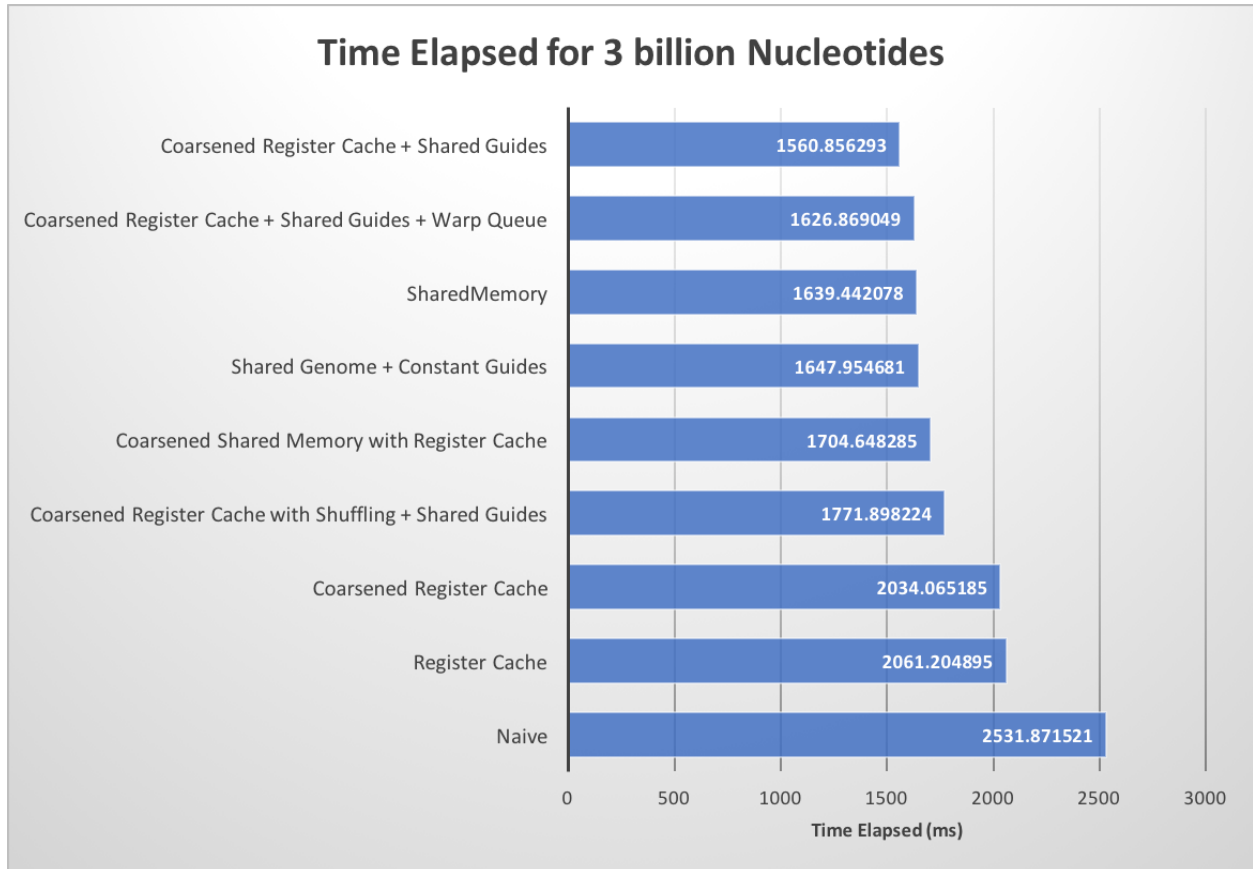 Time Elapsed for 3 billion Nucleotides
Coarsened Register Cache + Shared Guides 1560.856293
Coarsened Register Cache + Shared Guides + Warp Queue 1626.869049
SharedMemory 1639.442078
Shared Genome + Constant Guides 1647.954681
Coarsened Shared Memory with Register Cache 1704.648285
Coarsened Register Cache with Shuffling + Shared Guides 1771.898224
Coarsened Register Cache 2034.065185
Register Cache 2061.204895
Naive 2531.871521
0 500 1000 1500 2000 2500 3000
Time Elapsed (ms)